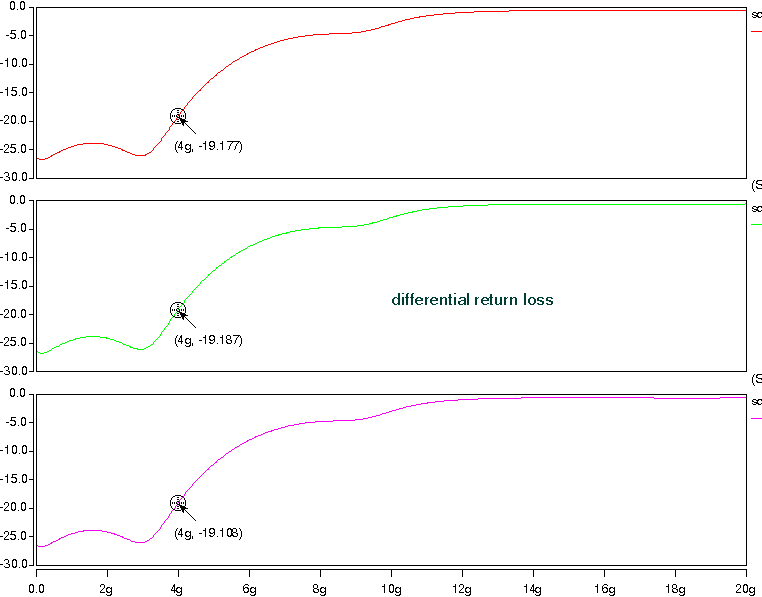 0.0
sc
-5.0
-10.0
-15.0
-20.0
(4g, -19.177)
-25.0
-30.0
(S
0.0
sc
-5.0
-10.0
differential return loss
-15.0
-20.0
(4g, -19.187)
-25.0
-30.0
(S
0.0
sc
-5.0
-10.0
-15.0
-20.0
(4g, -19.108)
-25.0
-30.0
0.0 2g 4g 6g 8g 10g 12g 14g 16g 18g 20g